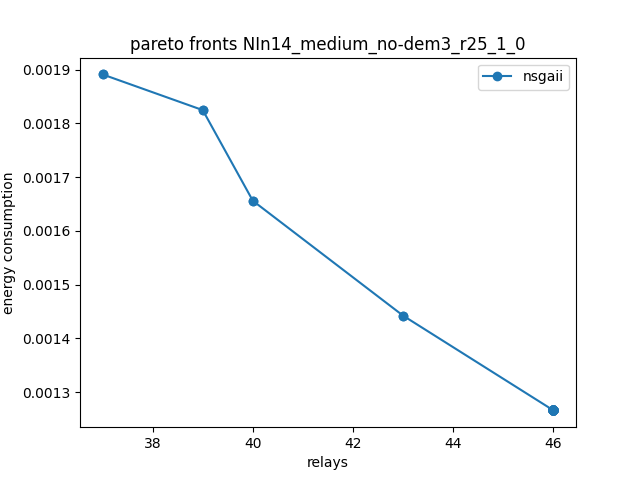 pareto fronts NIn14_medium_no-dem3_r25_1_0
nsgaii
0.0019
0.0018
0.0017
0.0016
0.0015
0.0014
0.0013
energy consumption
38 40 42 44 46
relays